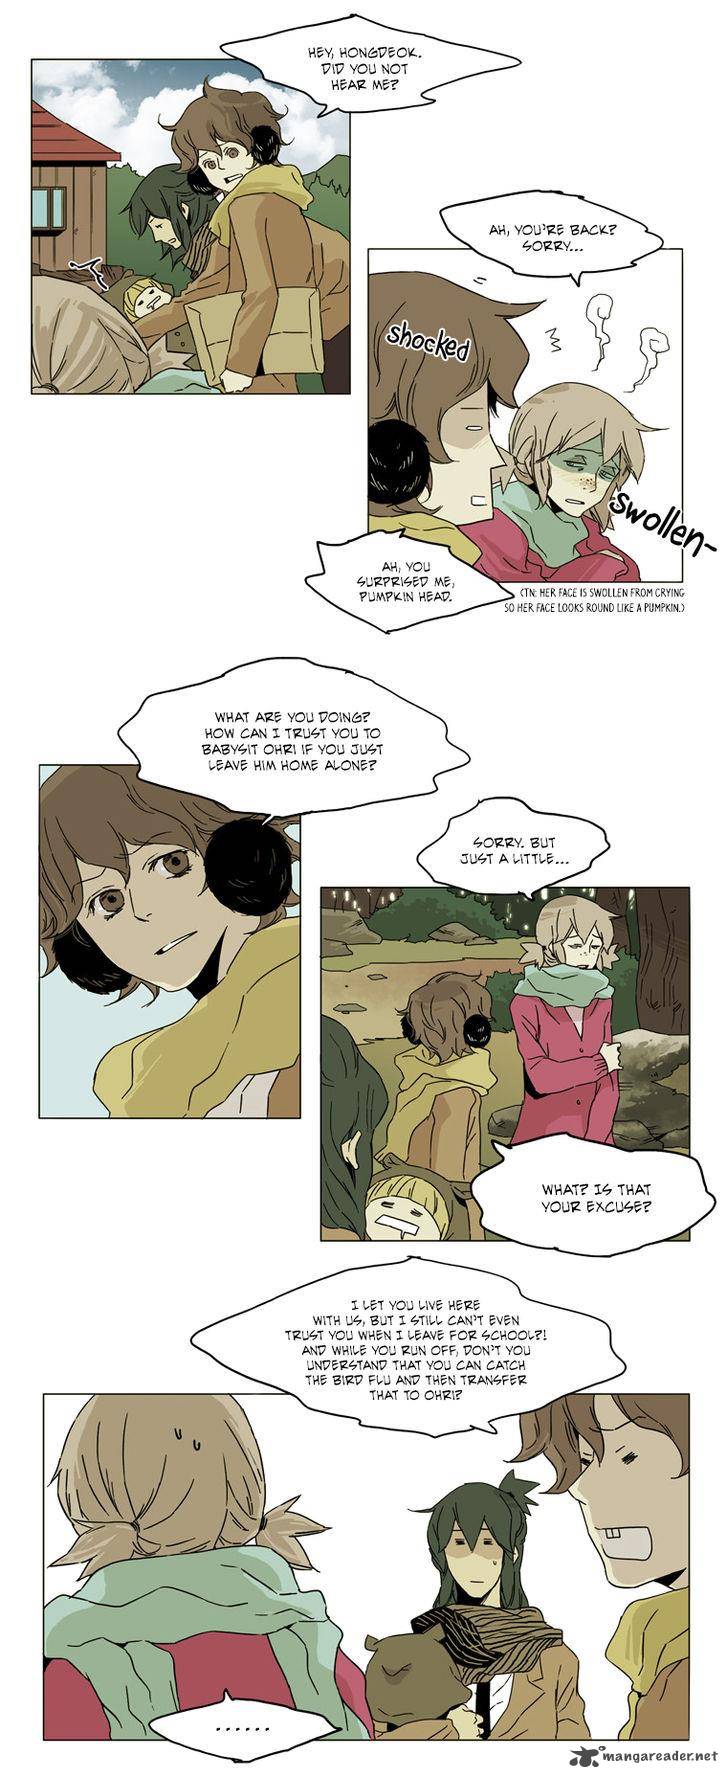 HEY, HONGDEOK.
DID YOU NOT
HEAR ME?
AH, YOU'RE BACK?
SORRY...
shocked
swollen~
AH, YOU
SURPRISED ME,
PUMPKIN HEAD.
(TN: HER FACE IS SWOLLEN FROM CRYING
SO HER FACE LOOKS ROUND LIKE A PUMPKIN.)
WHAT ARE YOU DOING?
HOW CAN I TRUST YOU TO
BABYSIT OHRI IF YOU JUST
LEAVE HIM HOME ALONE?
SORRY. BUT
JUST A LITTLE...
WHAT? IS THAT
YOUR EXCUSE?
I LET YOU LIVE HERE
WITH US, BUT I STILL CAN'T EVEN
TRUST YOU WHEN I LEAVE FOR SCHOOL?!
AND WHILE YOU RUN OFF, DON'T YOU
UNDERSTAND THAT YOU CAN CATCH
THE BIRD FLU AND THEN TRANSFER
THAT TO OHRI?
......
mangareader.net